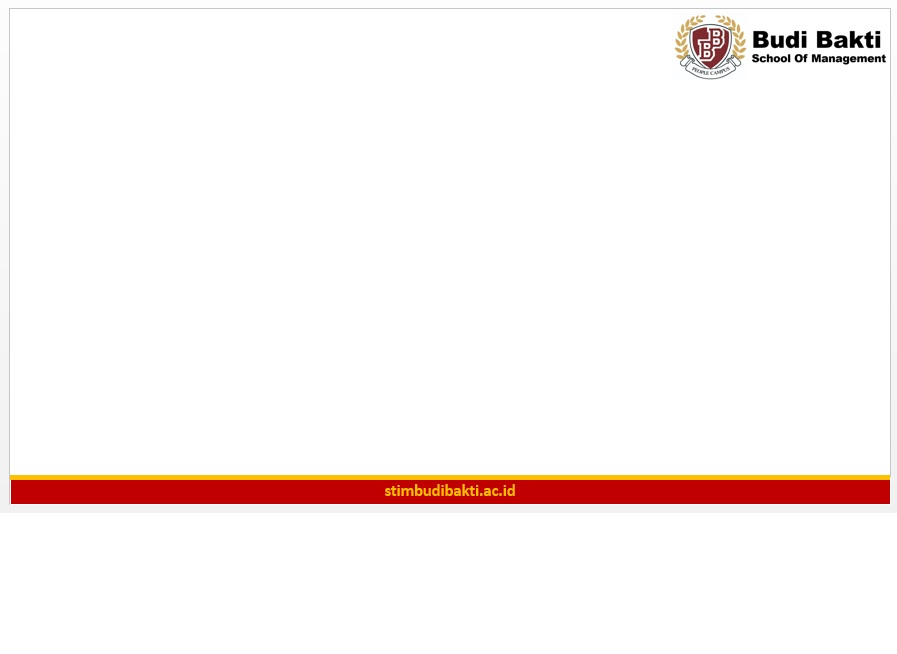 Budi Bakti
School Of Management
PEOPLE CAMPUS
stimbudibakti.ac.id